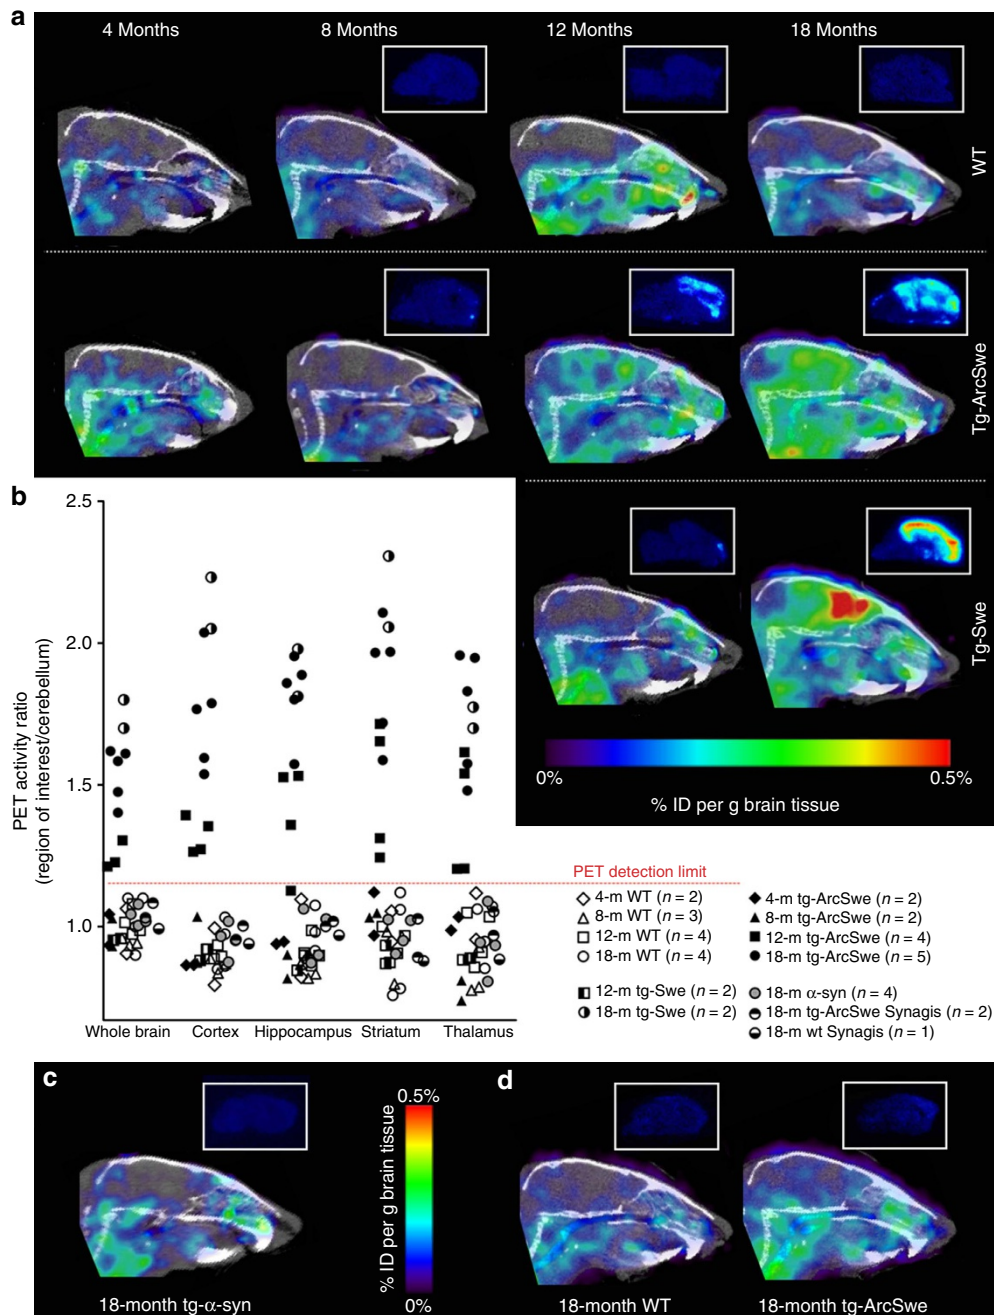 a
4 Months
8 Months
12 Months
18 Months
WT
Tg-ArcSwe
Tg-Swe
0%
0.5%
% ID per g brain tissue
b
PET activity ratio
(region of interest/cerebellum)
2.5
2.0
1.5
1.0
Whole brain
Cortex
Hippocampus
Striatum
Thalamus
PET detection limit
4-m WT (n = 2)
8-m WT (n = 3)
12-m WT (n = 4)
18-m WT (n = 4)
12-m tg-Swe (n = 2)
18-m tg-Swe (n = 2)
4-m tg-ArcSwe (n = 2)
8-m tg-ArcSwe (n = 2)
12-m tg-ArcSwe (n = 4)
18-m tg-ArcSwe (n = 5)
18-m α-syn (n = 4)
18-m tg-ArcSwe Synagis (n = 2)
18-m wt Synagis (n = 1)
c
0.5%
% ID per g brain tissue
0%
18-month tg-α-syn
d
18-month WT
18-month tg-ArcSwe